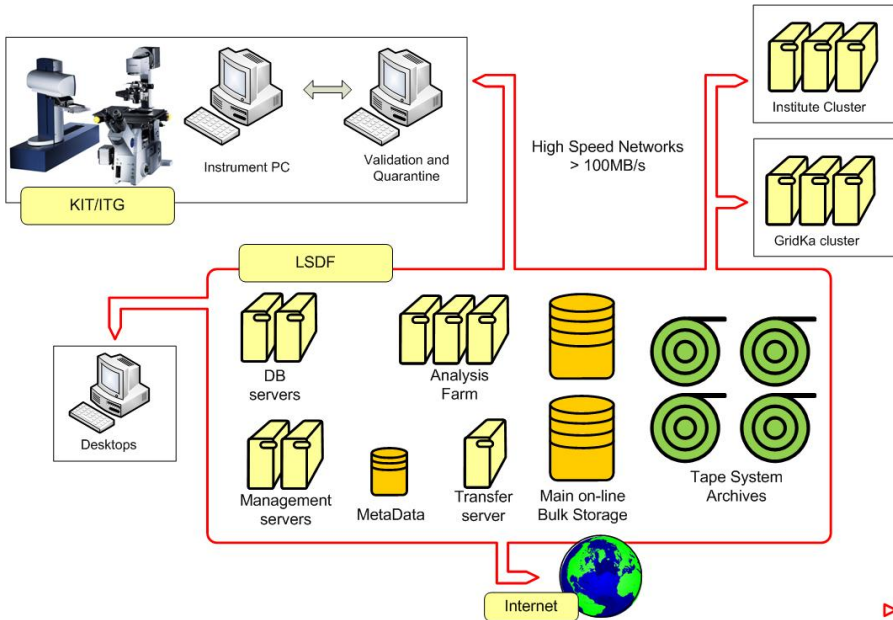 Instrument PC
Validation and
Quarantine
KIT/ITG
High Speed Networks
> 100MB/s
Institute Cluster
GridKa cluster
LSDF
DB
servers
Analysis
Farm
Desktops
Management
servers
MetaData
Transfer
server
Main on-line
Bulk Storage
Tape System
Archives
Internet